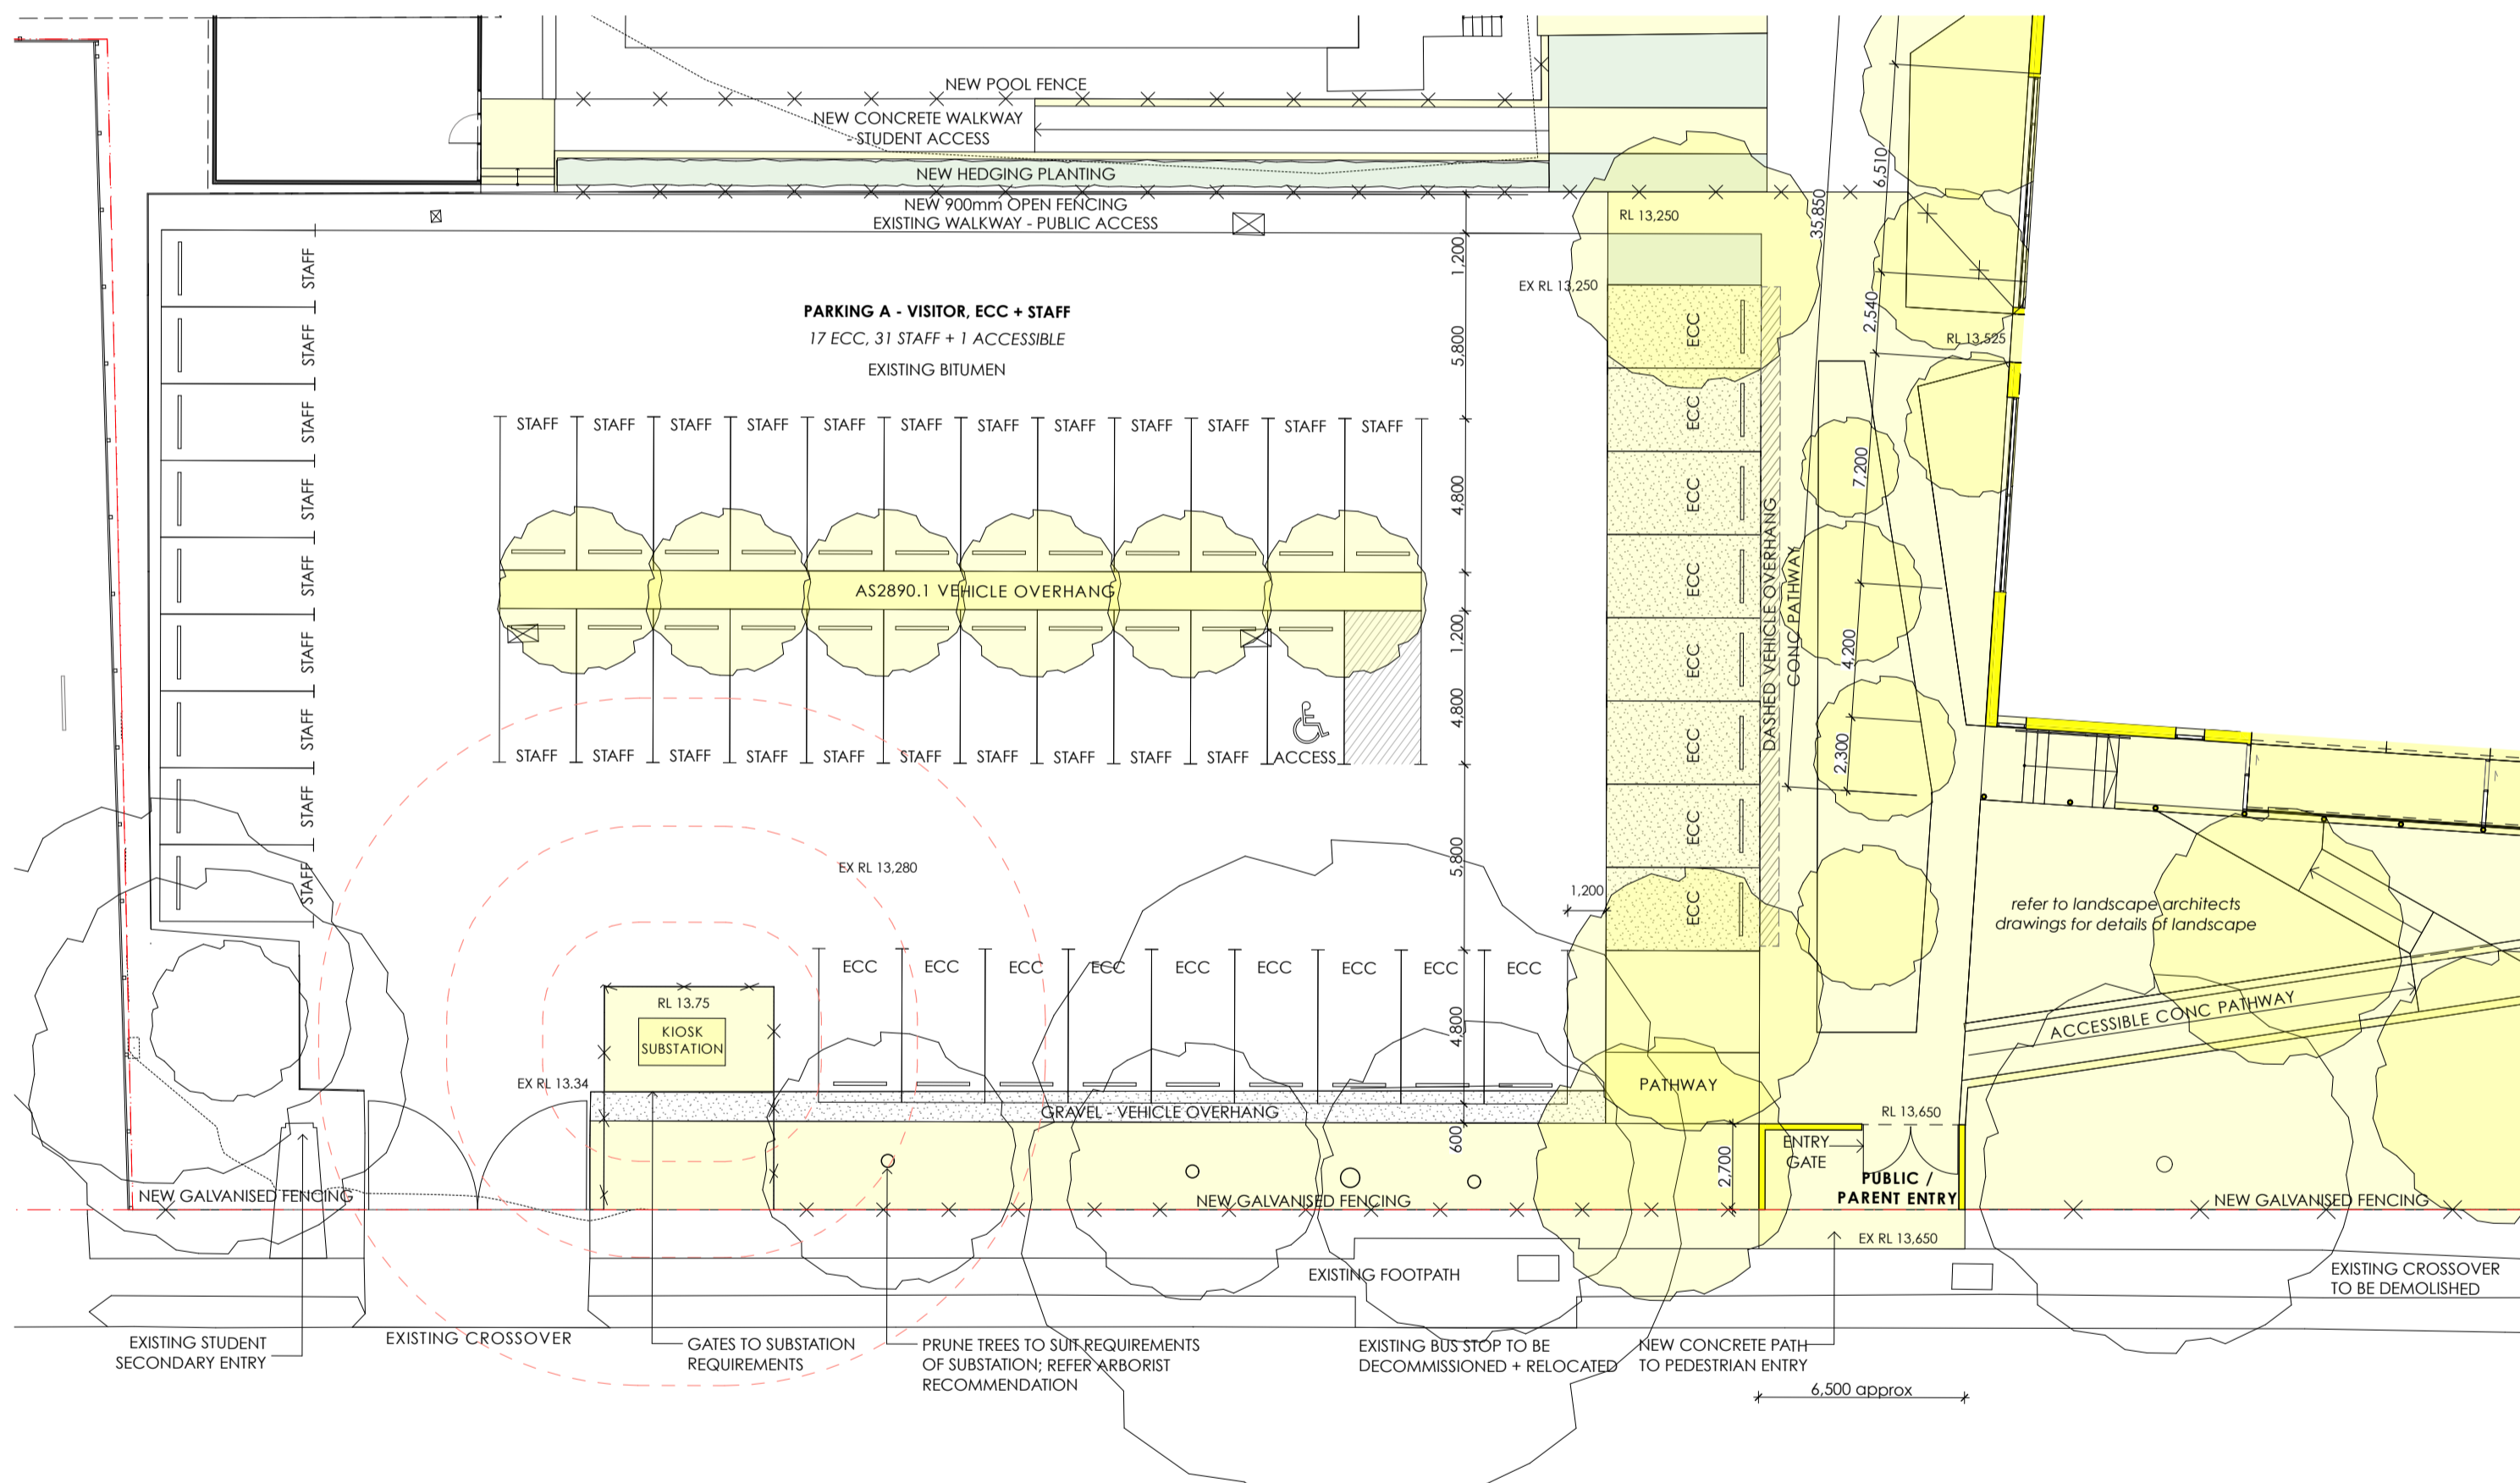 NEW POOL FENCE
NEW CONCRETE WALKWAY
- STUDENT ACCESS
NEW HEDGING PLANTING
NEW 900mm OPEN FENCING
EXISTING WALKWAY - PUBLIC ACCESS
RL 13,250
EX RL 13,250
35,850
6,510
2,540
RL 13,525
7,200
4,200
2,300
PARKING A - VISITOR, ECC + STAFF
17 ECC, 31 STAFF + 1 ACCESSIBLE
EXISTING BITUMEN
STAFF
STAFF
STAFF
STAFF
STAFF
STAFF
STAFF
STAFF
STAFF
STAFF STAFF STAFF STAFF STAFF STAFF STAFF STAFF STAFF STAFF STAFF STAFF
AS2890.1 VEHICLE OVERHANG
STAFF STAFF STAFF STAFF STAFF STAFF STAFF STAFF STAFF STAFF ACCESS
1,200
5,800
4,800
1,200
4,800
5,800
4,800
600
ECC
ECC
ECC
ECC
ECC
ECC
ECC
ECC
DASHED VEHICLE OVERHANG
CONC PATHWAY
EX RL 13,280
1,200
ECC ECC ECC ECC ECC ECC ECC ECC ECC
RL 13.75
KIOSK
SUBSTATION
EX RL 13.34
GRAVEL - VEHICLE OVERHANG
PATHWAY
refer to landscape architects
drawings for details of landscape
ACCESSIBLE CONC PATHWAY
RL 13,650
2,700
ENTRY
GATE
PUBLIC /
PARENT ENTRY
NEW GALVANISED FENCING
NEW GALVANISED FENCING
NEW GALVANISED FENCING
EX RL 13,650
EXISTING FOOTPATH
EXISTING CROSSOVER
TO BE DEMOLISHED
EXISTING STUDENT
SECONDARY ENTRY
EXISTING CROSSOVER
GATES TO SUBSTATION
REQUIREMENTS
PRUNE TREES TO SUIT REQUIREMENTS
OF SUBSTATION; REFER ARBORIST
RECOMMENDATION
EXISTING BUS STOP TO BE
DECOMMISSIONED + RELOCATED
NEW CONCRETE PATH
TO PEDESTRIAN ENTRY
6,500 approx